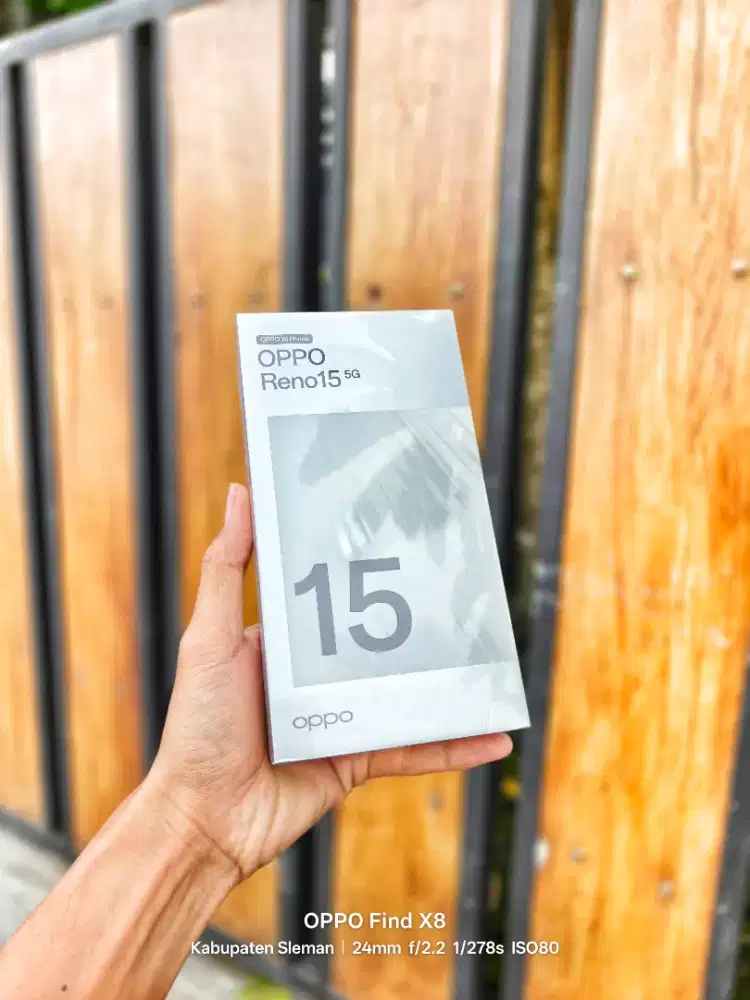 OPPO AI Phone
OPPO
Reno15 5G
15
oppo
OPPO Find X8
Kabupaten Sleman | 24mm f/2.2 1/278s ISO80